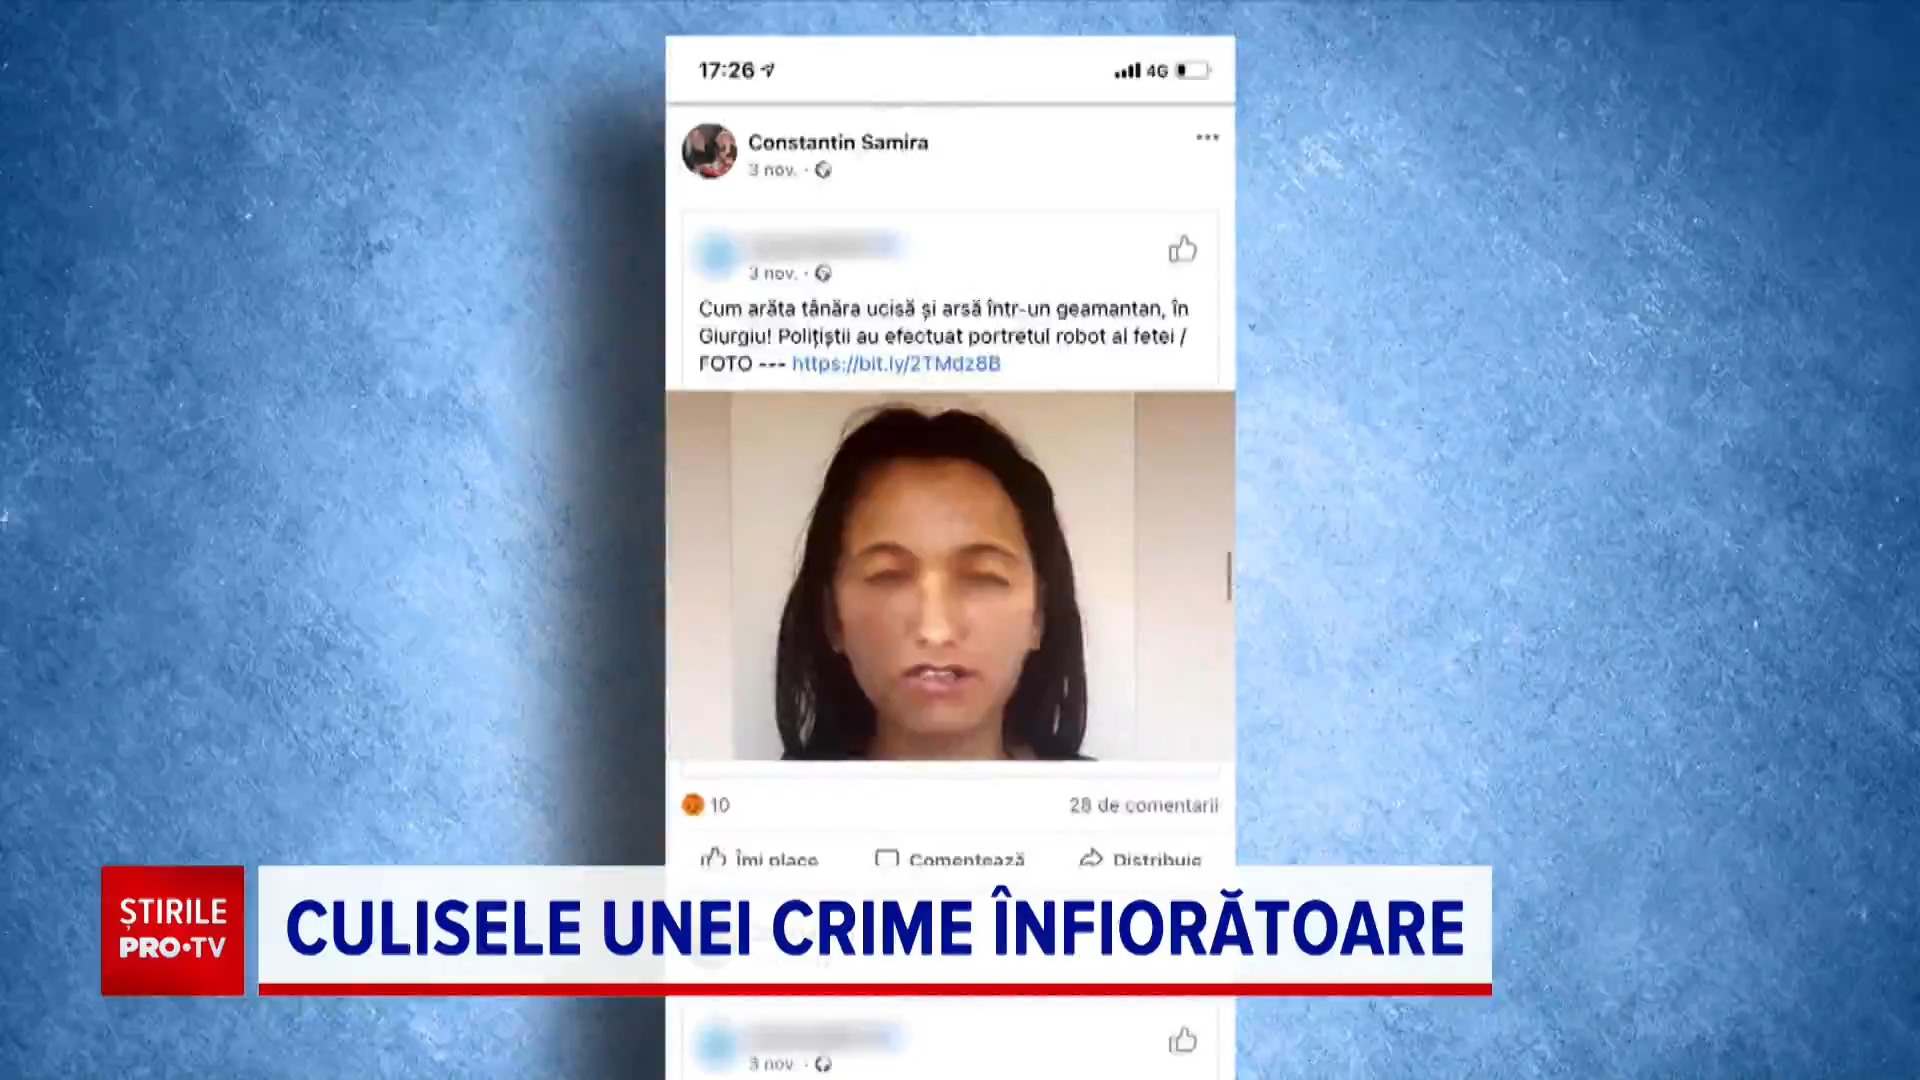 17:26
4G
Constantin Samira
3 nov.
3 nov.
Cum arăta tânăra ucisă și arsă într-un geamantan, în
Giurgiu! Polițiștii au efectuat portretul robot al fetei /
FOTO --- https://bit.ly/2TMdz8B
10
28 de comentarii
Îmi place
Comentează
Distribuie
ȘTIRILE
PRO•TV
CULISELE UNEI CRIME ÎNFIORĂTOARE
3 nov.